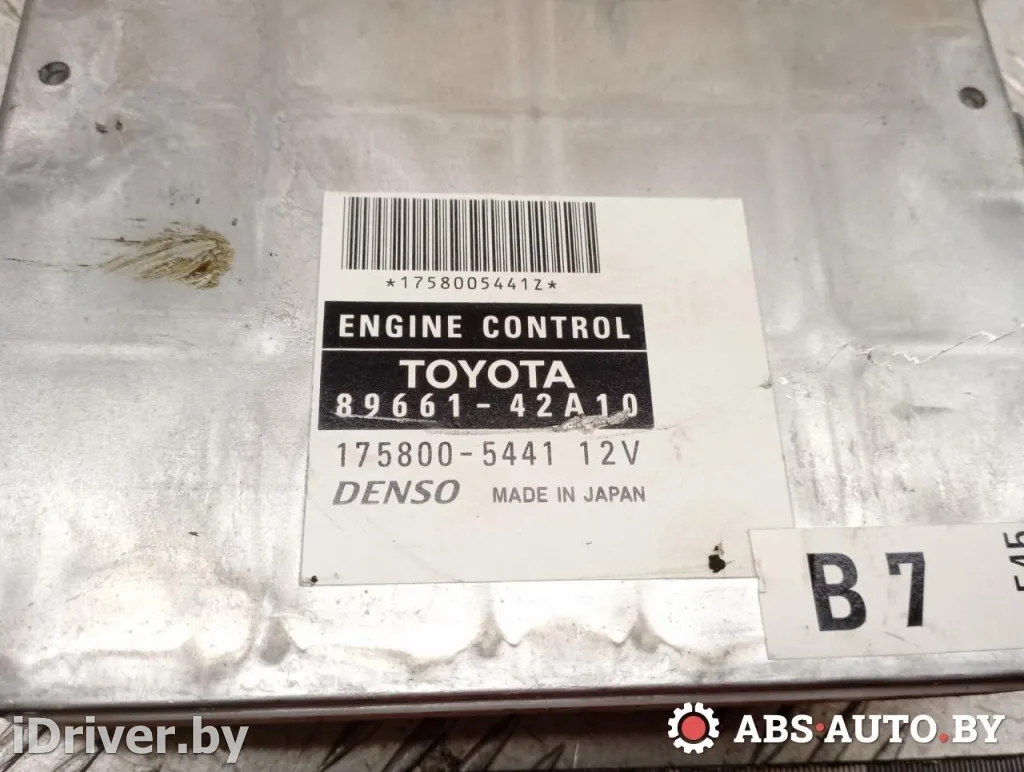 *1758005441Z*
ENGINE CONTROL
TOYOTA
89661-42A10
175800-5441 12V
DENSO MADE IN JAPAN
B7
545
iDriver.by
ABS-AUTO.BY